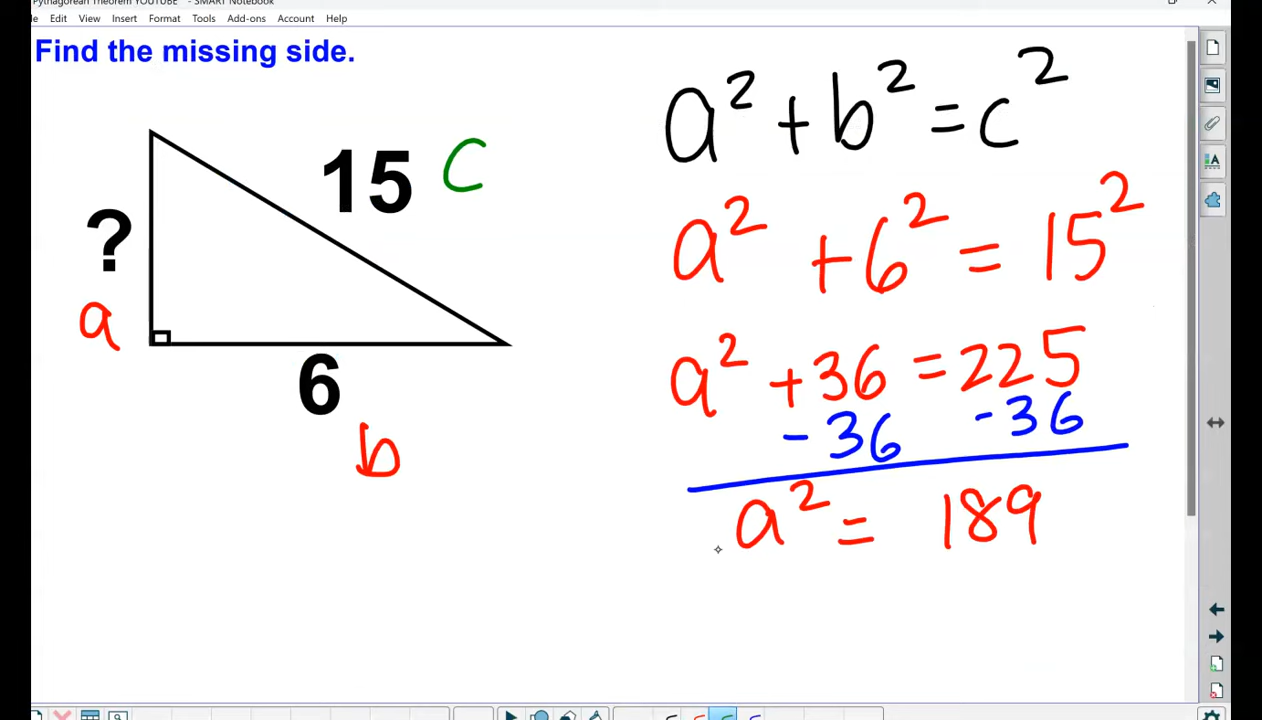 Pythagorean Theorem YOUTUBE* - SMART Notebook
Edit View Insert Format Tools Add-ons Account Help
Find the missing side.
a² + b² = c²
15 C
a² + 6² = 15²
?
a
6
a² + 36 = 225
b
- 36 - 36
a² = 189